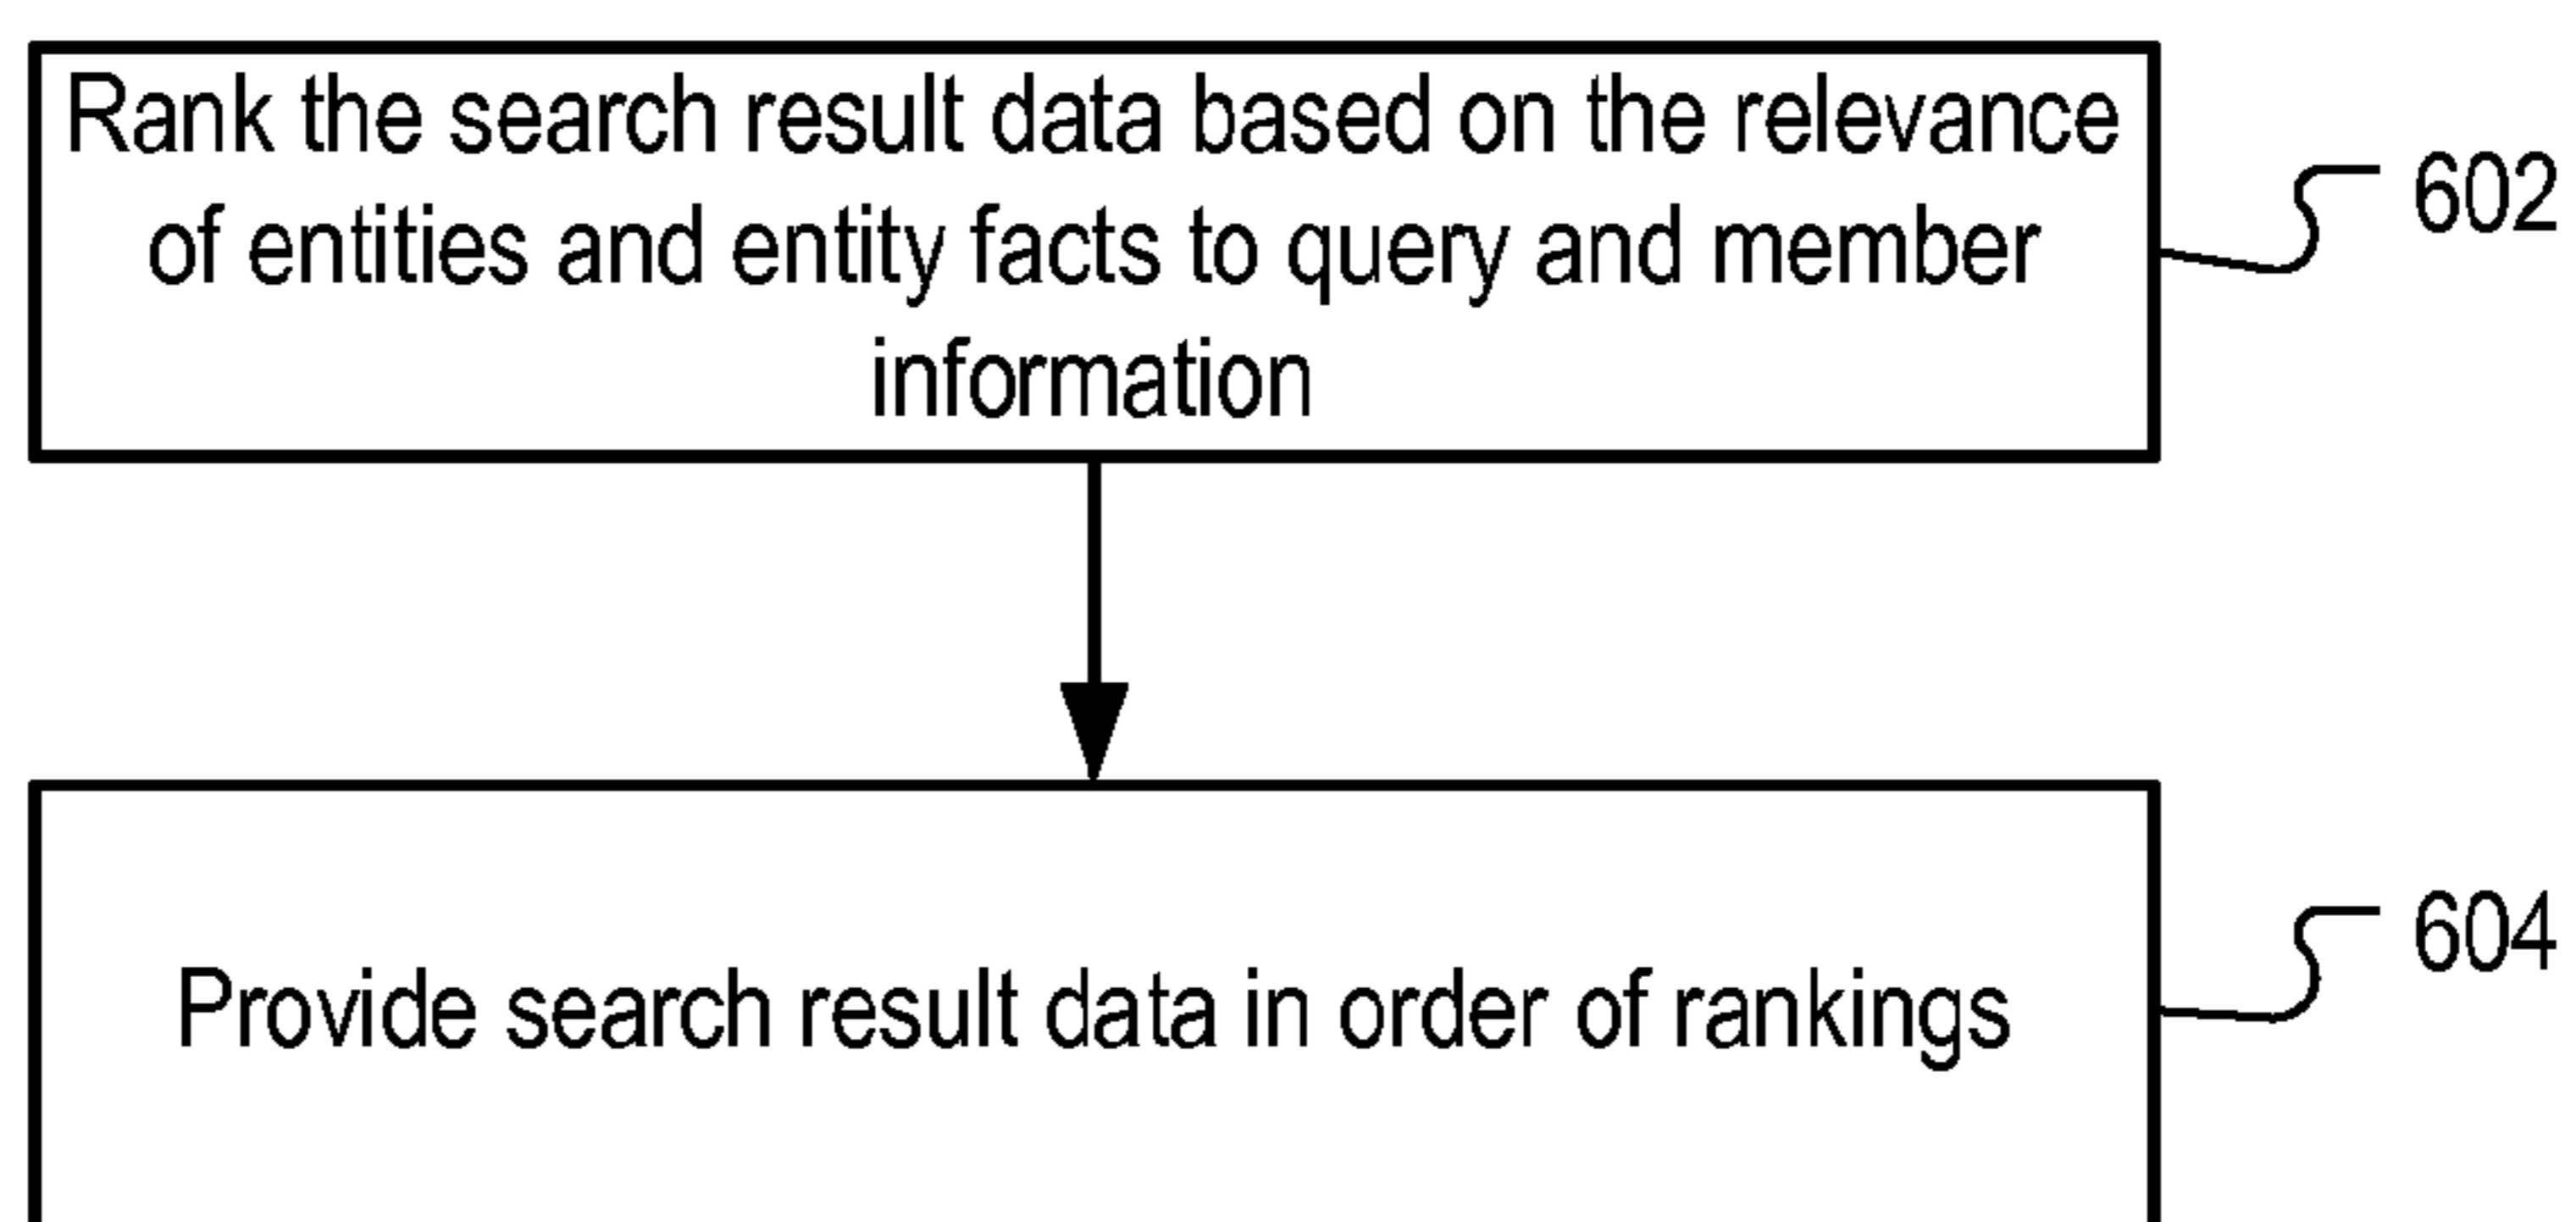 Rank the search result data based on the relevance
of entities and entity facts to query and member
information
602
Provide search result data in order of rankings
604